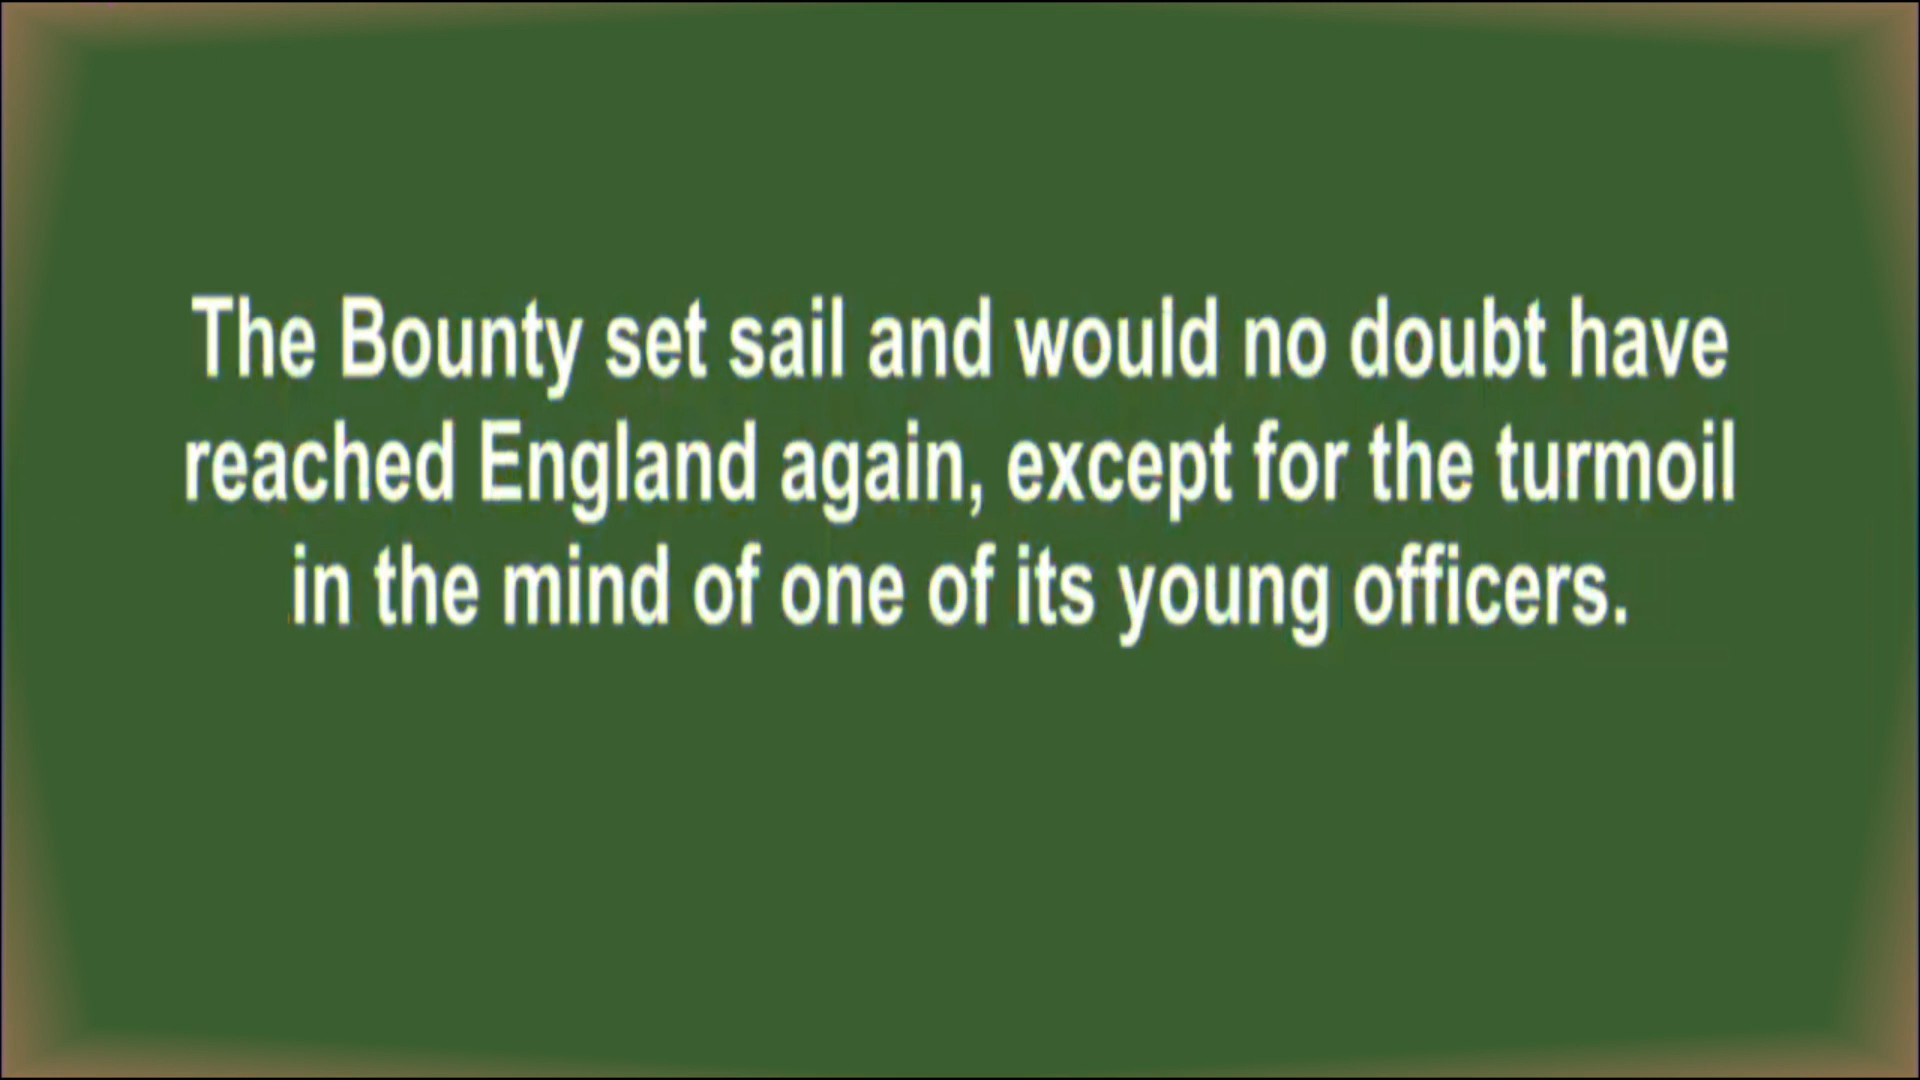 The Bounty set sail and would no doubt have
reached England again, except for the turmoil
in the mind of one of its young officers.